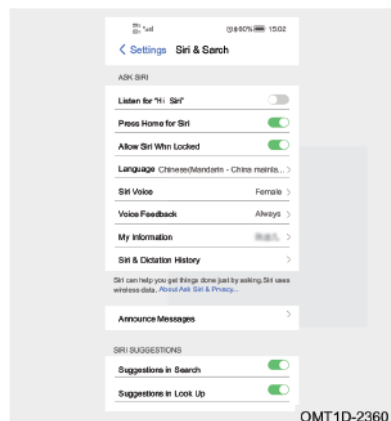 60% 15:02
Settings Siri & Sarch
ASK SIRI
Listen for "Hi Siri"
Press Home for Siri
Allow Siri Whn Locked
Language Chinese(Mandarin - China mainla...
Siri Voice Female
Voice Feedback Always
My Information
Siri & Dictation History
Siri can help you get things done just by asking.Siri uses
wireless data. About Ask Siri & Privacy...
Announce Messages
SIRI SUGGESTIONS
Suggestions in Search
Suggestions in Look Up
OMT1D-2360